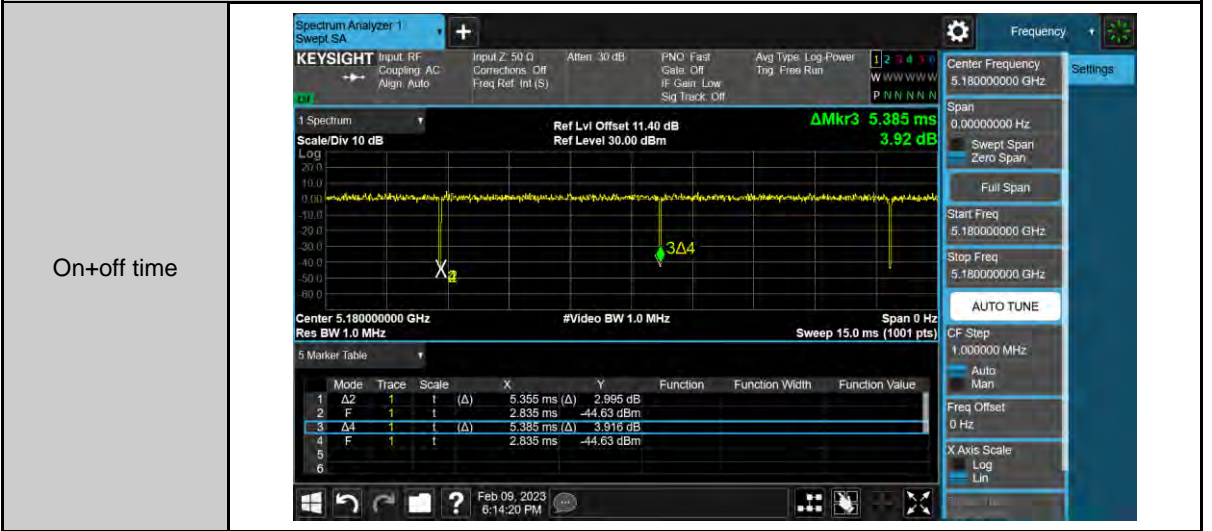 On+off time
Spectrum Analyzer 1
Swept SA
+
Frequency
KEYSIGHT
Input: RF
Coupling: AC
Align: Auto
Input Z: 50 Ω
Corrections: Off
Freq Ref: Int (S)
Atten: 30 dB
PNO: Fast
Gate: Off
IF Gain: Low
Sig Track: Off
Avg Type: Log-Power
Trig: Free Run
1 2 3 4 5 6
W W W W W W
P N N N N N
1 Spectrum
Scale/Div 10 dB
Log
Ref Lvl Offset 11.40 dB
Ref Level 30.00 dBm
ΔMkr3 5.385 ms
3.92 dB
20.0
10.0
0.00
-10.0
-20.0
-30.0
-40.0
-50.0
-60.0
3Δ4
Center 5.180000000 GHz
#Video BW 1.0 MHz
Span 0 Hz
Res BW 1.0 MHz
Sweep 15.0 ms (1001 pts)
5 Marker Table
Mode Trace Scale X Y Function Function Width Function Value
1 Δ2 1 t (Δ) 5.355 ms (Δ) 2.995 dB
2 F 1 t 2.835 ms -44.63 dBm
3 Δ4 1 t (Δ) 5.385 ms (Δ) 3.916 dB
4 F 1 t 2.835 ms -44.63 dBm
5
6
Feb 09, 2023
6:14:20 PM
Center Frequency
5.180000000 GHz
Settings
Span
0.00000000 Hz
Swept Span
Zero Span
Full Span
Start Freq
5.180000000 GHz
Stop Freq
5.180000000 GHz
AUTO TUNE
CF Step
1.000000 MHz
Auto
Man
Freq Offset
0 Hz
X Axis Scale
Log
Lin